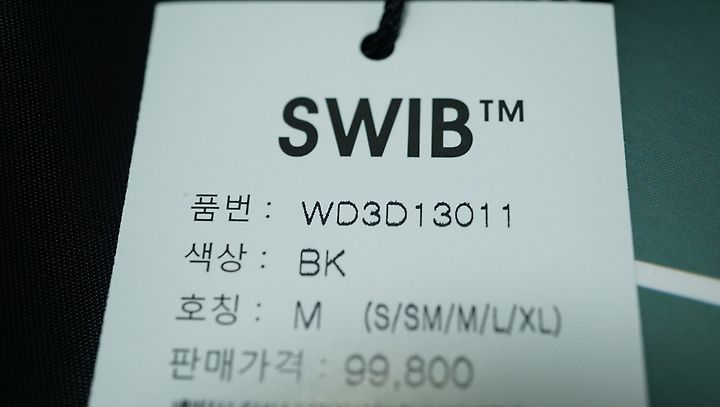 SWIB™
품번 : WD3D13011
색상 : BK
호칭 : M (S/SM/M/L/XL)
판매가격 : 99,800